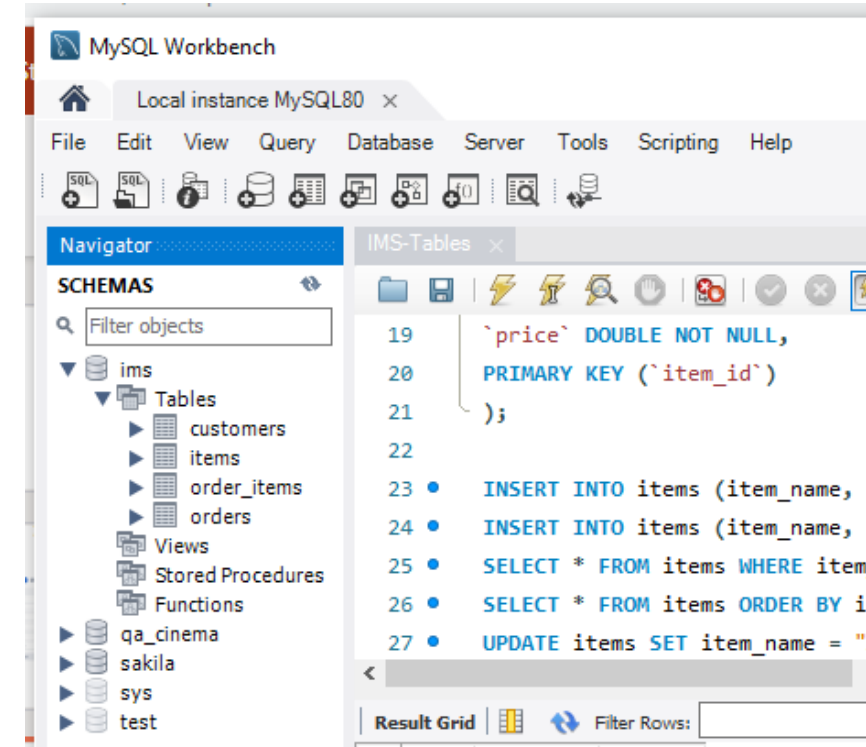 MySQL Workbench
Local instance MySQL80
File Edit View Query Database Server Tools Scripting Help
Navigator
IMS-Tables
SCHEMAS
Filter objects
ims
Tables
customers
items
order_items
orders
Views
Stored Procedures
Functions
qa_cinema
sakila
sys
test
19 `price` DOUBLE NOT NULL,
20 PRIMARY KEY (`item_id`)
21 );
22
23 INSERT INTO items (item_name,
24 INSERT INTO items (item_name,
25 SELECT * FROM items WHERE item
26 SELECT * FROM items ORDER BY i
27 UPDATE items SET item_name = "
Result Grid Filter Rows: